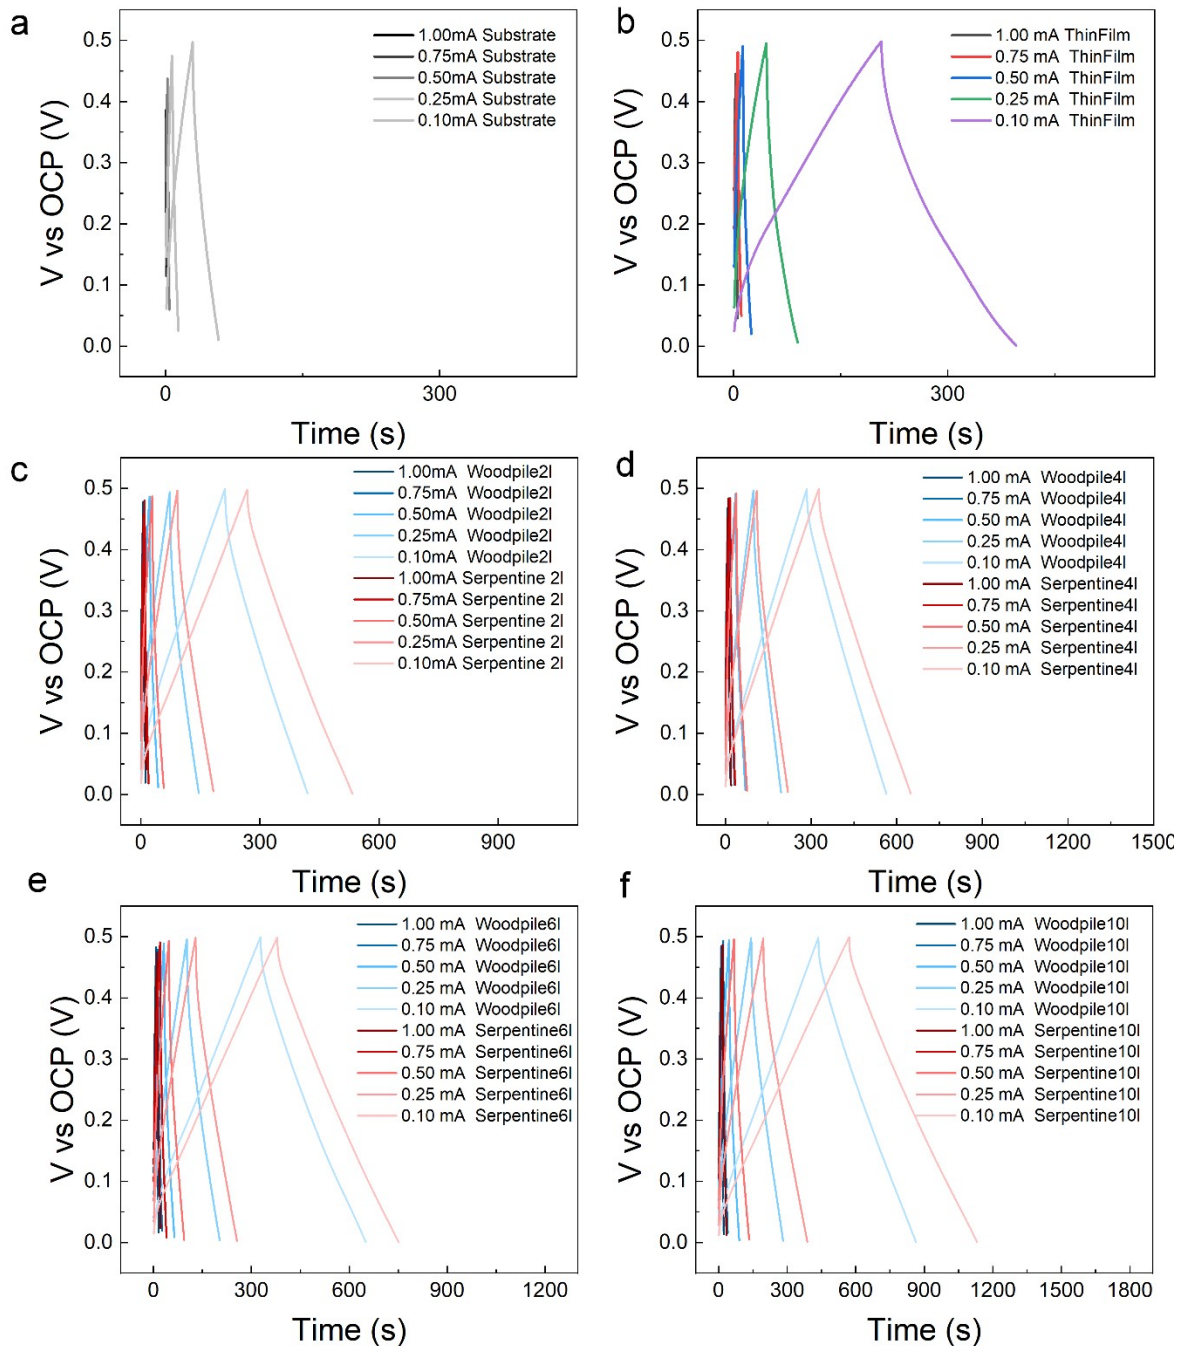 a
1.00mA Substrate
0.75mA Substrate
0.50mA Substrate
0.25mA Substrate
0.10mA Substrate
0.5
0.4
0.3
0.2
0.1
0.0
V vs OCP (V)
0 300
Time (s)
b
1.00 mA ThinFilm
0.75 mA ThinFilm
0.50 mA ThinFilm
0.25 mA ThinFilm
0.10 mA ThinFilm
0.5
0.4
0.3
0.2
0.1
0.0
V vs OCP (V)
0 300
Time (s)
c
1.00mA Woodpile2l
0.75mA Woodpile2l
0.50mA Woodpile2l
0.25mA Woodpile2l
0.10mA Woodpile2l
1.00mA Serpentine 2l
0.75mA Serpentine 2l
0.50mA Serpentine 2l
0.25mA Serpentine 2l
0.10mA Serpentine 2l
0.5
0.4
0.3
0.2
0.1
0.0
V vs OCP (V)
0 300 600 900
Time (s)
d
1.00 mA Woodpile4l
0.75 mA Woodpile4l
0.50 mA Woodpile4l
0.25 mA Woodpile4l
0.10 mA Woodpile4l
1.00 mA Serpentine4l
0.75 mA Serpentine4l
0.50 mA Serpentine4l
0.25 mA Serpentine4l
0.10 mA Serpentine4l
0.5
0.4
0.3
0.2
0.1
0.0
V vs OCP (V)
0 300 600 900 1200 1500
Time (s)
e
1.00 mA Woodpile6l
0.75 mA Woodpile6l
0.50 mA Woodpile6l
0.25 mA Woodpile6l
0.10 mA Woodpile6l
1.00 mA Serpentine6l
0.75 mA Serpentine6l
0.50 mA Serpentine6l
0.25 mA Serpentine6l
0.10 mA Serpentine6l
0.5
0.4
0.3
0.2
0.1
0.0
V vs OCP (V)
0 300 600 900 1200
Time (s)
f
1.00 mA Woodpile10l
0.75 mA Woodpile10l
0.50 mA Woodpile10l
0.25 mA Woodpile10l
0.10 mA Woodpile10l
1.00 mA Serpentine10l
0.75 mA Serpentine10l
0.50 mA Serpentine10l
0.25 mA Serpentine10l
0.10 mA Serpentine10l
0.5
0.4
0.3
0.2
0.1
0.0
V vs OCP (V)
0 300 600 900 1200 1500 1800
Time (s)